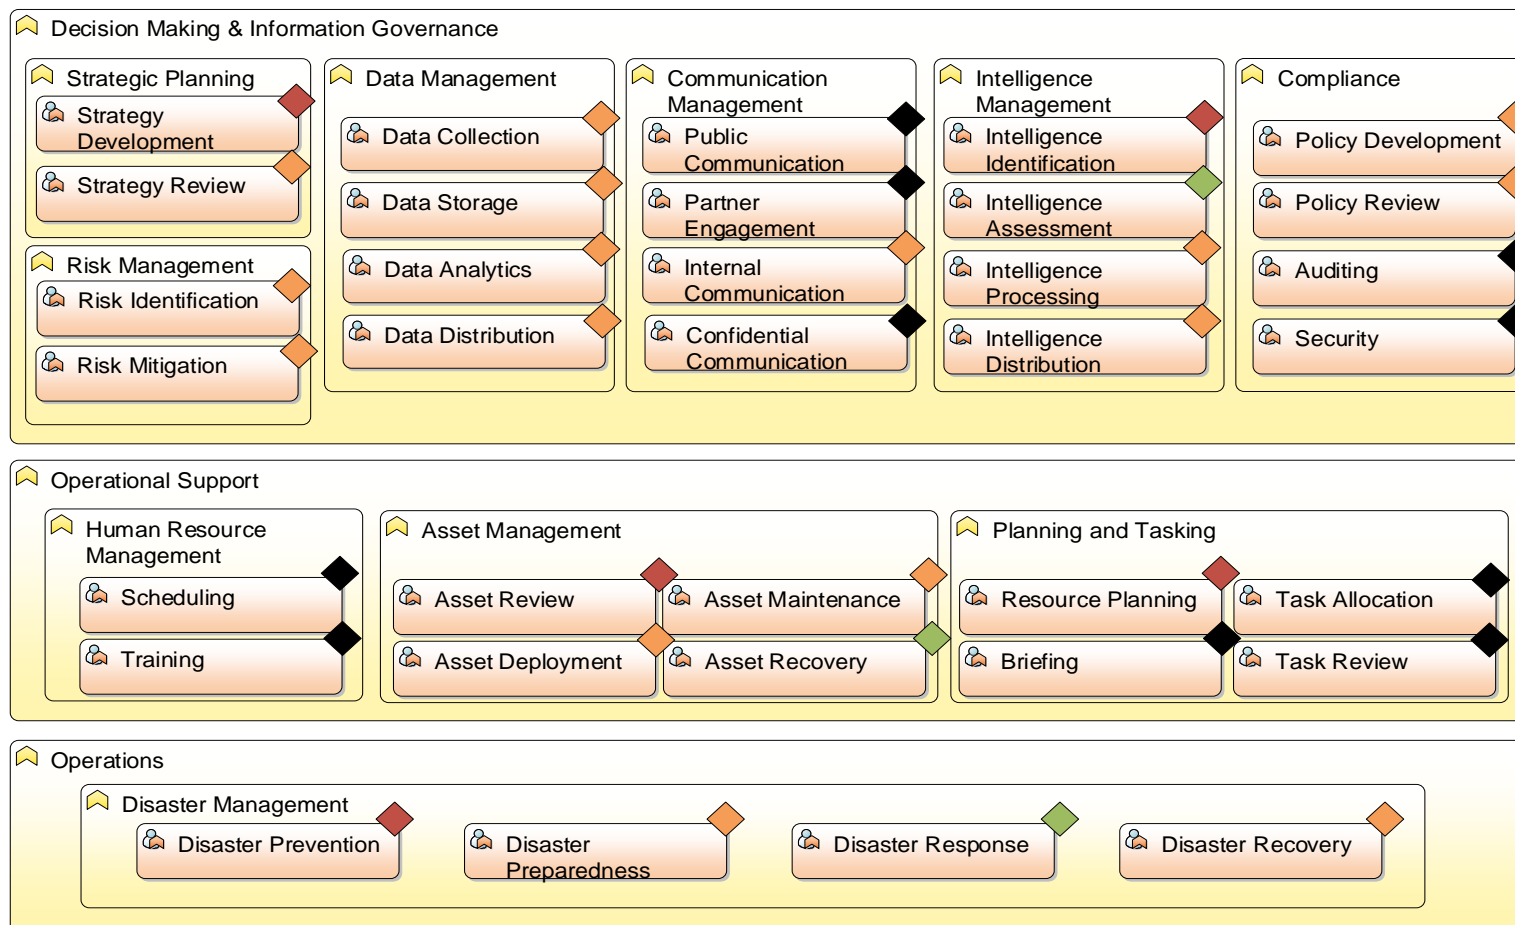 Decision Making & Information Governance
Strategic Planning
Strategy
Development
Strategy Review
Risk Management
Risk Identification
Risk Mitigation
Data Management
Data Collection
Data Storage
Data Analytics
Data Distribution
Communication
Management
Public
Communication
Partner
Engagement
Internal
Communication
Confidential
Communication
Intelligence
Management
Intelligence
Identification
Intelligence
Assessment
Intelligence
Processing
Intelligence
Distribution
Compliance
Policy Development
Policy Review
Auditing
Security
Operational Support
Human Resource
Management
Scheduling
Training
Asset Management
Asset Review
Asset Maintenance
Asset Deployment
Asset Recovery
Planning and Tasking
Resource Planning
Task Allocation
Briefing
Task Review
Operations
Disaster Management
Disaster Prevention
Disaster
Preparedness
Disaster Response
Disaster Recovery